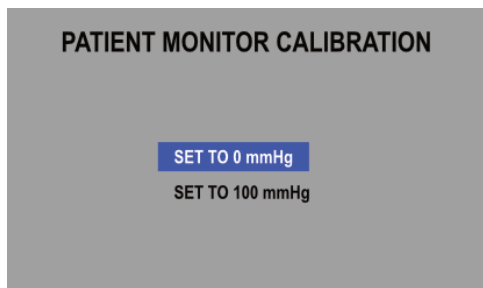 PATIENT MONITOR CALIBRATION
SET TO 0 mmHg
SET TO 100 mmHg